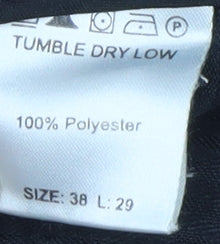 P
TUMBLE DRY LOW
100% Polyester
SIZE: 38 L: 29